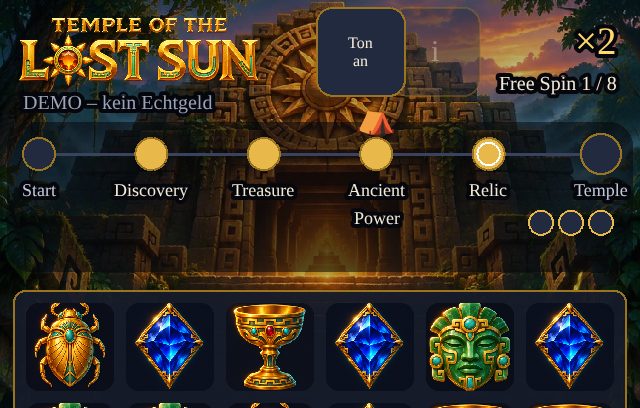 TEMPLE OF THE
LOST SUN
DEMO – kein Echtgeld
Ton
an
i
×2
Free Spin 1 / 8
Start
Discovery
Treasure
Ancient
Power
Relic
Temple